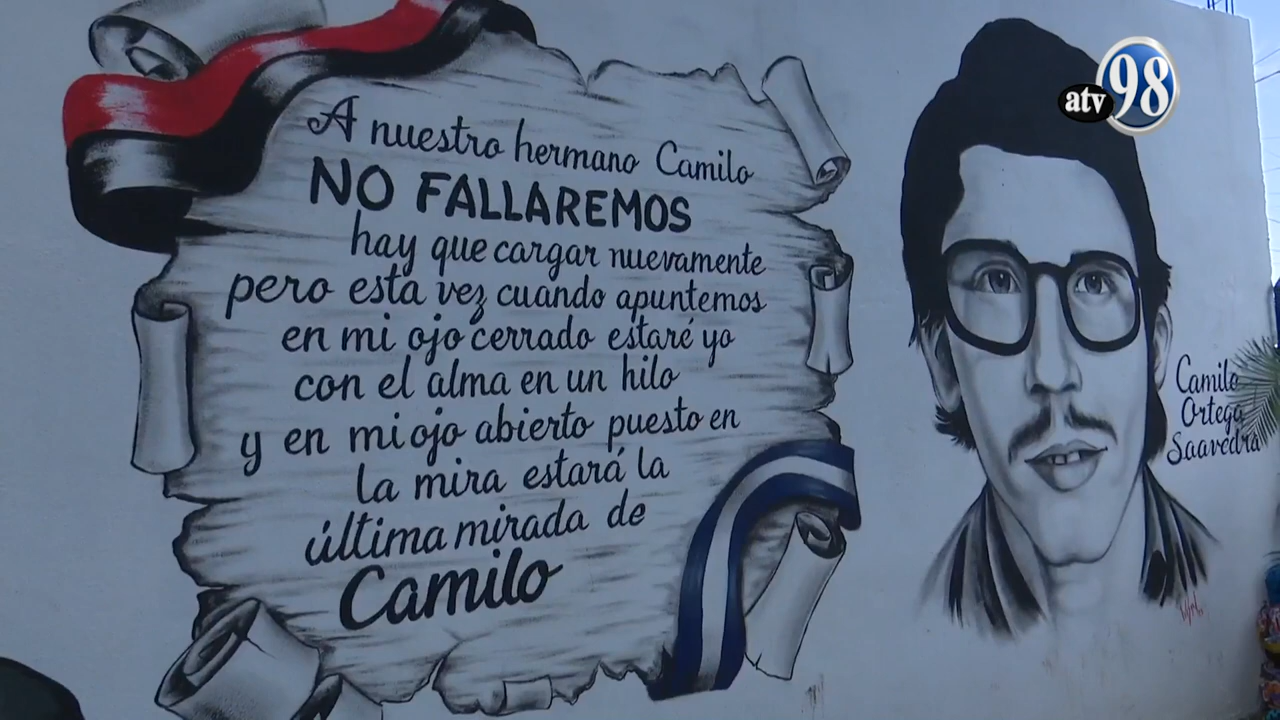 A nuestro hermano Camilo
NO FALLAREMOS
hay que cargar nuevamente
pero esta vez cuando apuntemos
en mi ojo cerrado estaré yo
con el alma en un hilo
y en mi ojo abierto puesto en
la mira estará la
última mirada de
Camilo
atv 98
Camilo
Ortega
Saavedra